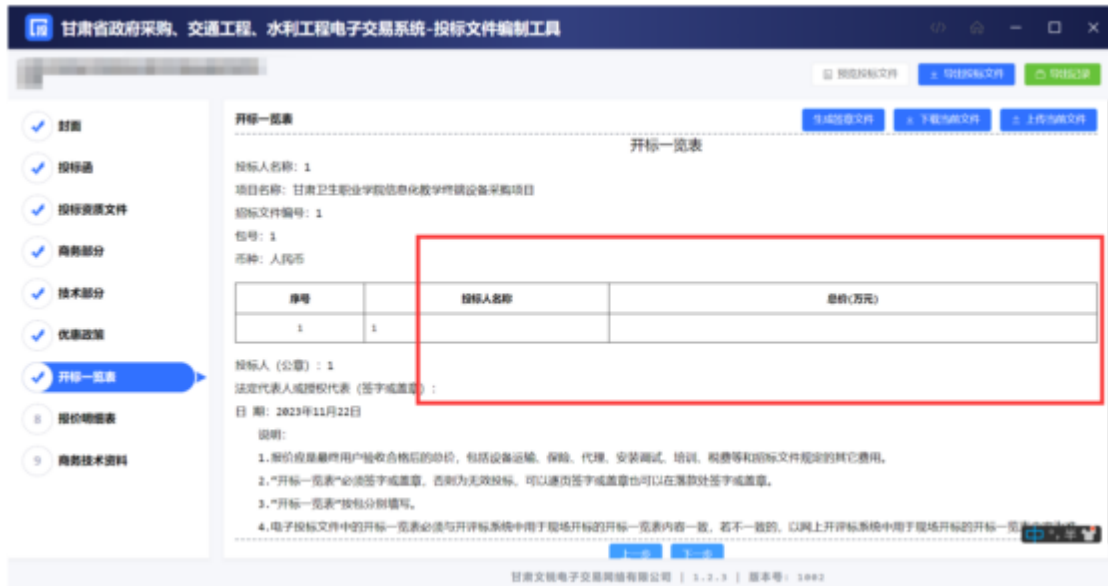 甘肃省政府采购、交通工程、水利工程电子交易系统-投标文件编制工具
预览投标文件
导出投标文件
导出记录
封面
投标函
投标资质文件
商务部分
技术部分
优惠政策
开标一览表
8 报价明细表
9 商务技术资料
开标一览表
生成签章文件
下载当前文件
上传当前文件
开标一览表
投标人名称: 1
项目名称: 甘肃卫生职业学院信息化教学终端设备采购项目
招标文件编号: 1
包号: 1
币种: 人民币
序号 投标人名称 总价(万元)
1 1
投标人 (公章) : 1
法定代表人或授权代表 (签字或盖章) :
日 期: 2023年11月22日
说明:
1.报价应是最终用户验收合格后的总价, 包括设备运输、保险、代理、安装调试、培训、税费等和招标文件规定的其它费用。
2."开标一览表"必须签字或盖章, 否则为无效投标, 可以逐页签字或盖章也可以在落款处签字或盖章。
3."开标一览表"按包分别填写。
4.电子投标文件中的开标一览表必须与开评标系统中用于现场开标的开标一览表内容一致, 若不一致的, 以网上开评标系统中用于现场开标的开标一
中 半
上一步 下一步
甘肃文锐电子交易网络有限公司 | 1.2.3 | 版本号: 1002